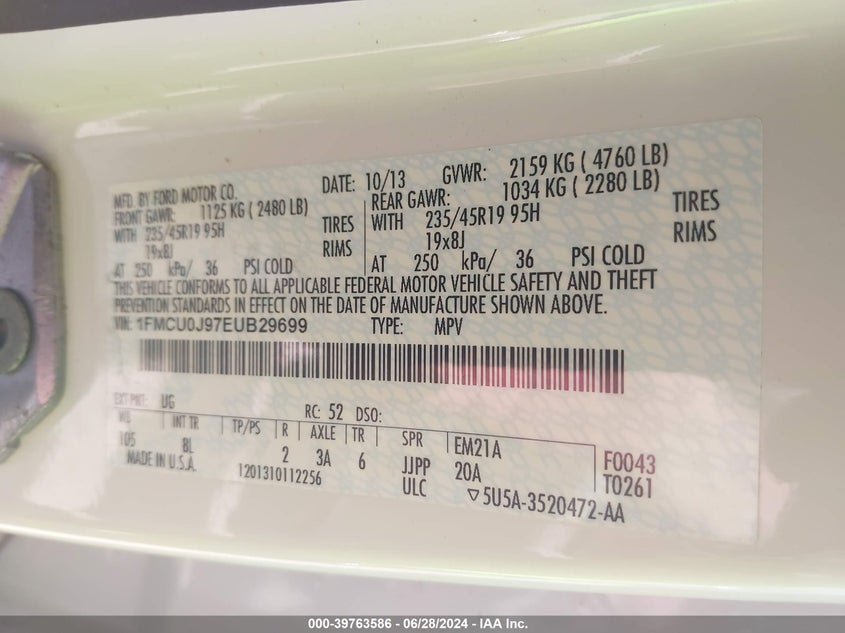 MFD. BY FORD MOTOR CO.
DATE: 10/13 GVWR: 2159 KG ( 4760 LB)
FRONT GAWR: 1125 KG ( 2480 LB)
REAR GAWR: 1034 KG ( 2280 LB)
WITH 235/45R19 95H TIRES
WITH 235/45R19 95H TIRES
19x8J RIMS
19x8J RIMS
AT 250 kPa/ 36 PSI COLD
AT 250 kPa/ 36 PSI COLD
THIS VEHICLE CONFORMS TO ALL APPLICABLE FEDERAL MOTOR VEHICLE SAFETY AND THEFT
PREVENTION STANDARDS IN EFFECT ON THE DATE OF MANUFACTURE SHOWN ABOVE.
VIN: 1FMCU0J97EUB29699 TYPE: MPV
EXT PNT: UG RC: 52 DSO:
WB INT TR TP/PS R AXLE TR SPR EM21A
105 8L 2 3A 6 JJPP 20A F0043
MADE IN U.S.A. 1201310112256 ULC ▽5U5A-3520472-AA T0261
000-39763586 - 06/28/2024 - IAA Inc.